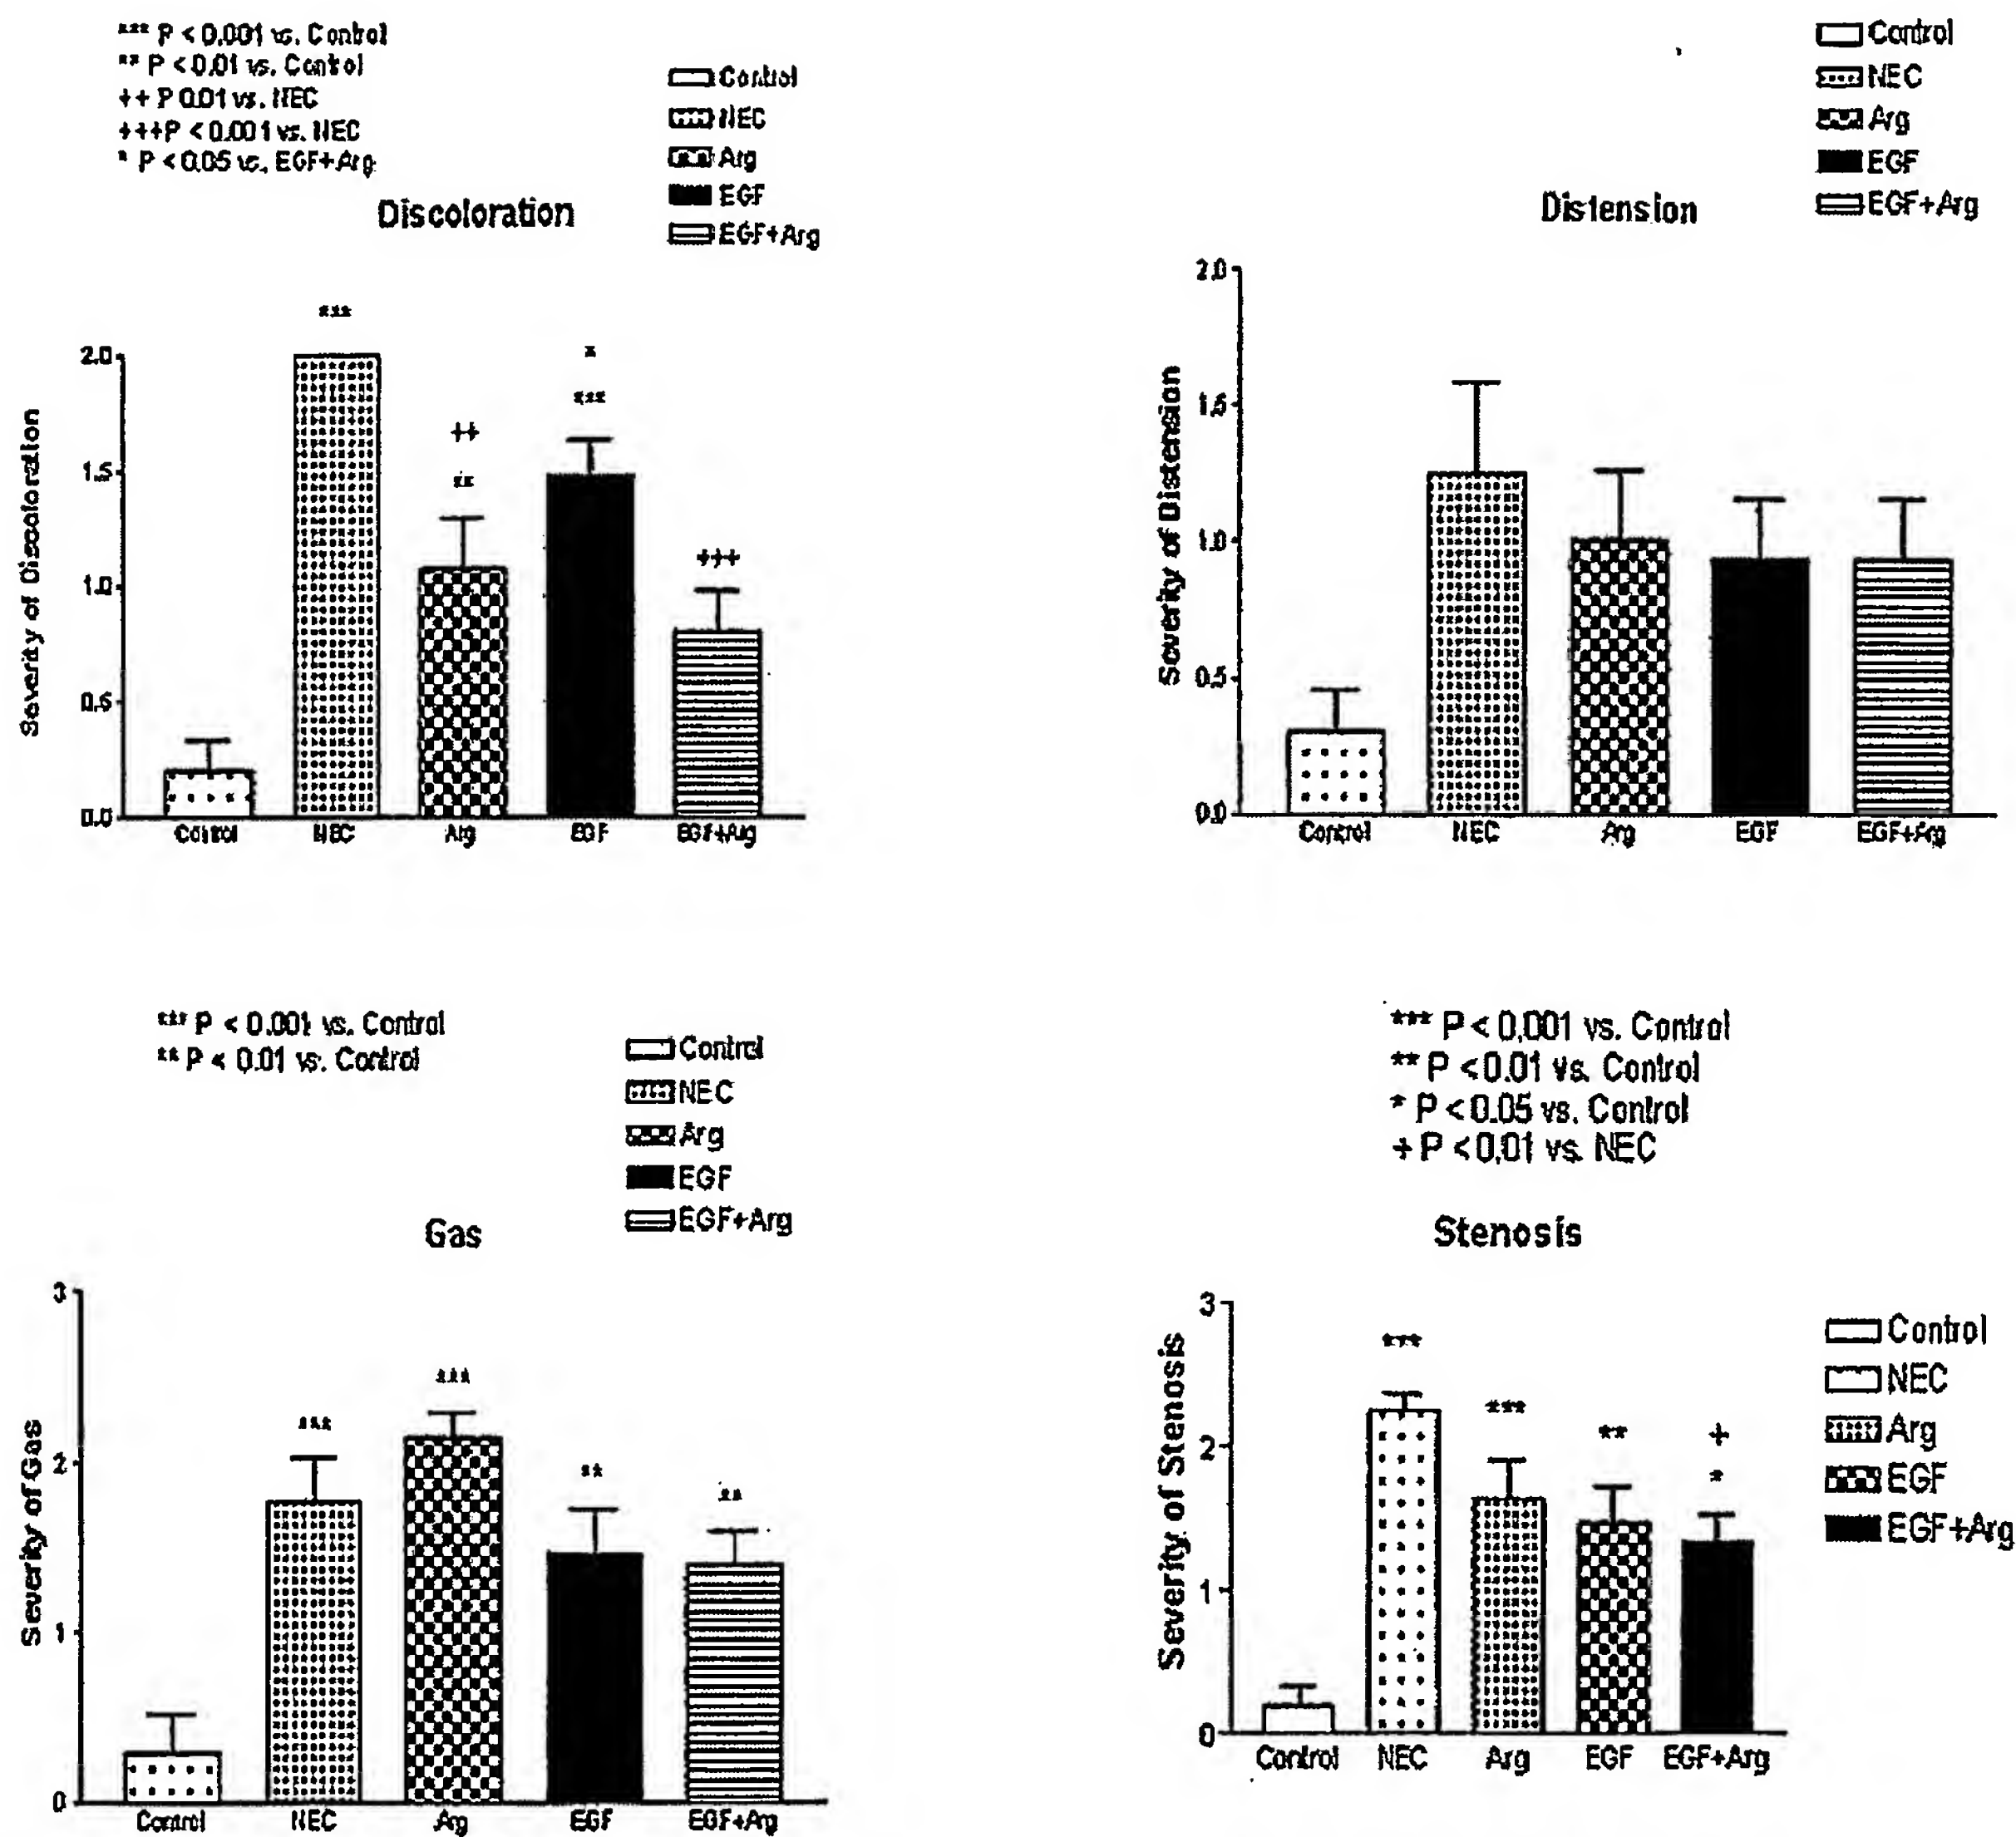 *** P < 0.001 vs. Control
** P < 0.01 vs. Control
++ P 0.01 vs. NEC
+++P < 0.001 vs. NEC
* P < 0.05 vs. EGF+Arg
Control
NEC
Arg
EGF
EGF+Arg
Discoloration
Severity of Discoloration
2.0
1.5
1.0
0.5
0.0
***
++
**
*
***
+++
Control NEC Arg EGF EGF+Arg
Control
NEC
Arg
EGF
EGF+Arg
Distension
Severity of Distension
2.0
1.5
1.0
0.5
0.0
Control NEC Arg EGF EGF+Arg
*** P < 0.001 vs. Control
** P < 0.01 vs. Control
Control
NEC
Arg
EGF
EGF+Arg
Gas
Severity of Gas
3
2
1
0
***
***
**
**
Control NEC Arg EGF EGF+Arg
*** P < 0.001 vs. Control
** P < 0.01 vs. Control
* P < 0.05 vs. Control
+ P < 0.01 vs. NEC
Stenosis
Severity of Stenosis
3
2
1
0
***
***
**
+
*
Control NEC Arg EGF EGF+Arg
Control
NEC
Arg
EGF
EGF+Arg